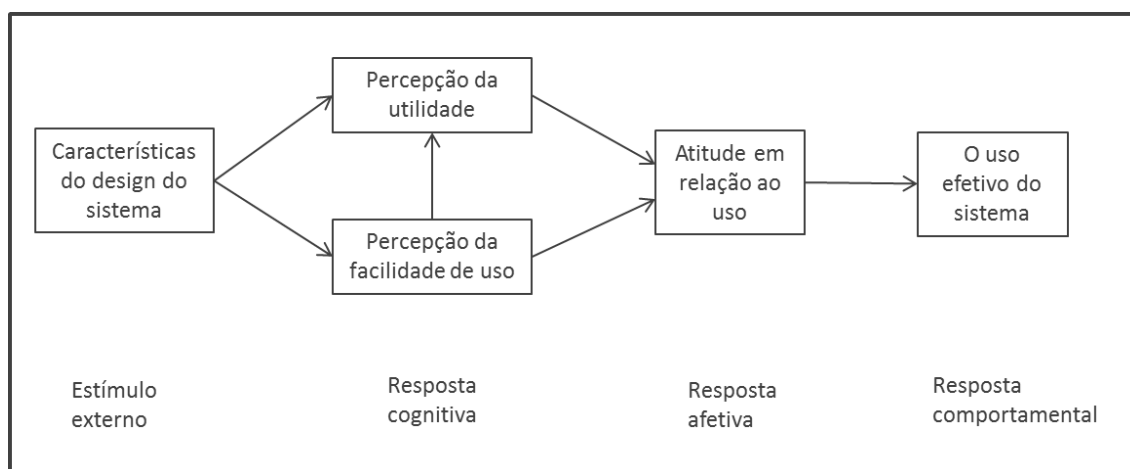 Percepção da
utilidade
Característícas
do design do
sistema
Percepção da
facilidade de uso
Atitude em
relação ao
uso
O uso
efetivo do
sistema
Estímulo
externo
Resposta
cognitiva
Resposta
afetiva
Resposta
comportamental